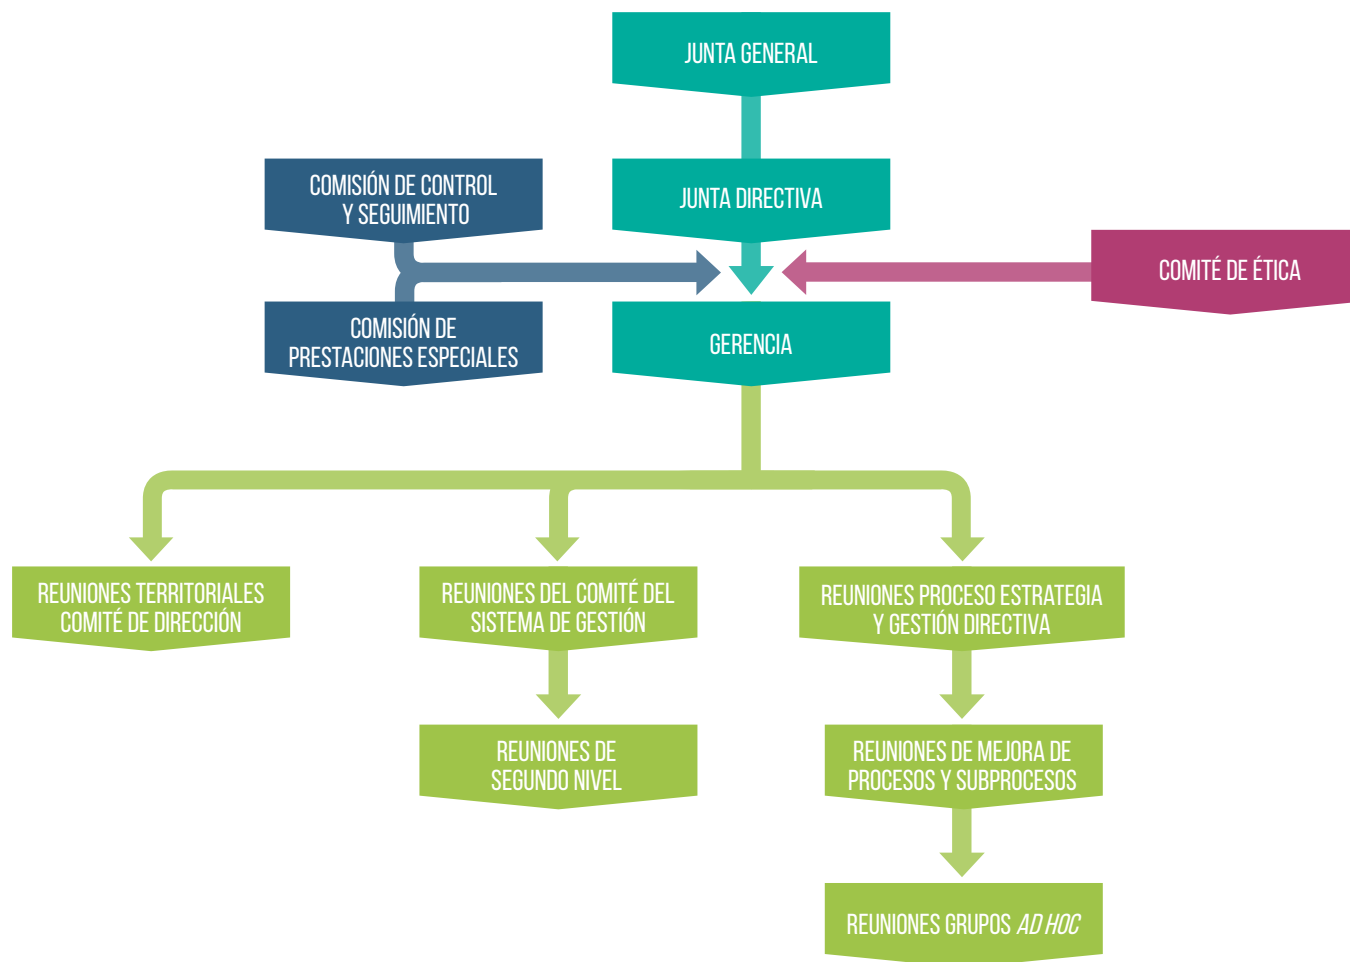 JUNTA GENERAL
COMISIÓN DE CONTROL
Y SEGUIMIENTO
JUNTA DIRECTIVA
COMITÉ DE ÉTICA
COMISIÓN DE
PRESTACIONES ESPECIALES
GERENCIA
REUNIONES TERRITORIALES
COMITÉ DE DIRECCIÓN
REUNIONES DEL COMITÉ DEL
SISTEMA DE GESTIÓN
REUNIONES PROCESO ESTRATEGIA
Y GESTIÓN DIRECTIVA
REUNIONES DE
SEGUNDO NIVEL
REUNIONES DE MEJORA DE
PROCESOS Y SUBPROCESOS
REUNIONES GRUPOS AD HOC